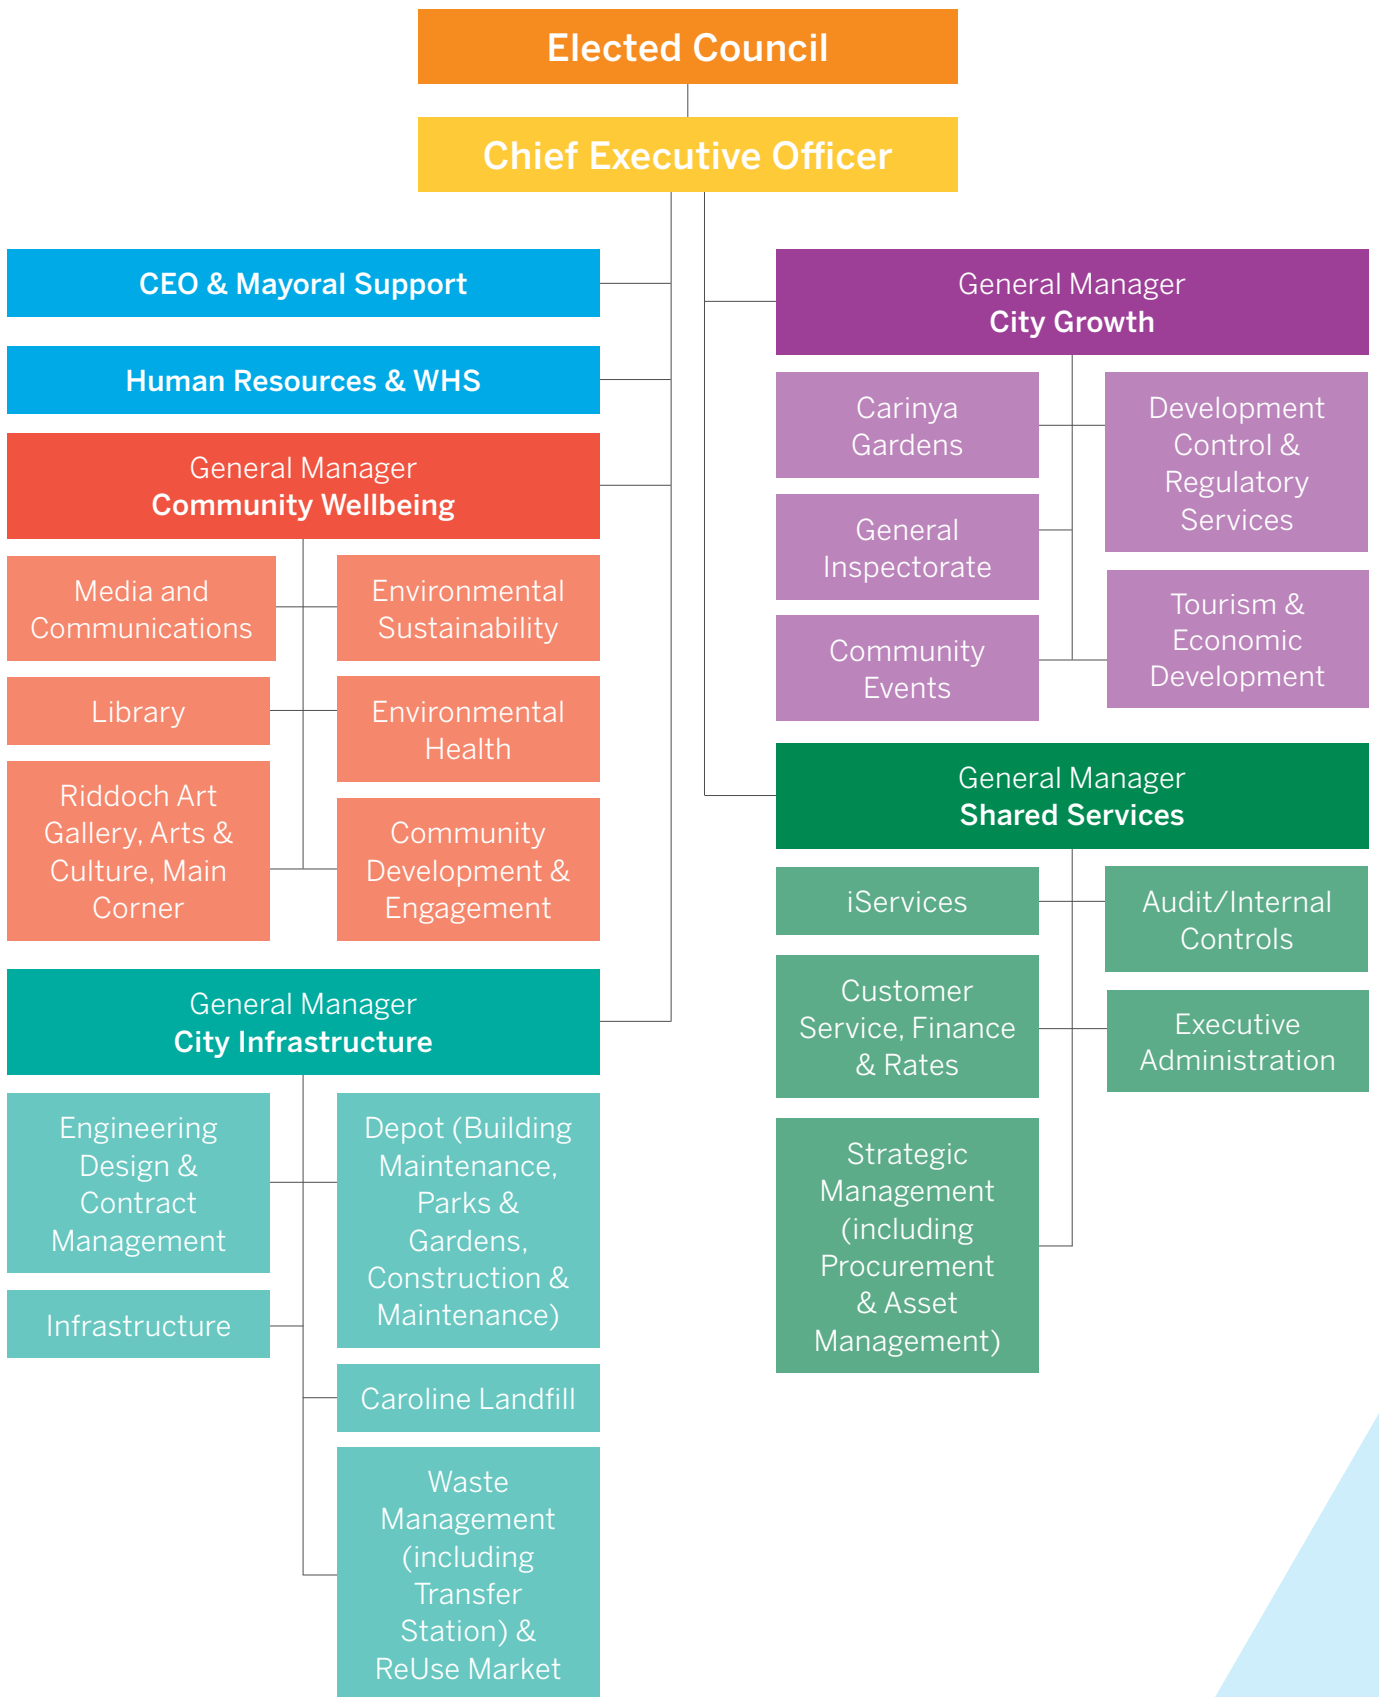 Elected Council
Chief Executive Officer
CEO & Mayoral Support
Human Resources & WHS
General Manager
Community Wellbeing
Media and
Communications
Environmental
Sustainability
Library
Environmental
Health
Riddoch Art
Gallery, Arts &
Culture, Main
Corner
Community
Development &
Engagement
General Manager
City Infrastructure
Engineering
Design &
Contract
Management
Depot (Building
Maintenance,
Parks &
Gardens,
Construction &
Maintenance)
Infrastructure
Caroline Landfill
Waste
Management
(including
Transfer
Station) &
ReUse Market
General Manager
City Growth
Carinya
Gardens
Development
Control &
Regulatory
Services
General
Inspectorate
Community
Events
Tourism &
Economic
Development
General Manager
Shared Services
iServices
Audit/Internal
Controls
Customer
Service, Finance
& Rates
Executive
Administration
Strategic
Management
(including
Procurement
& Asset
Management)